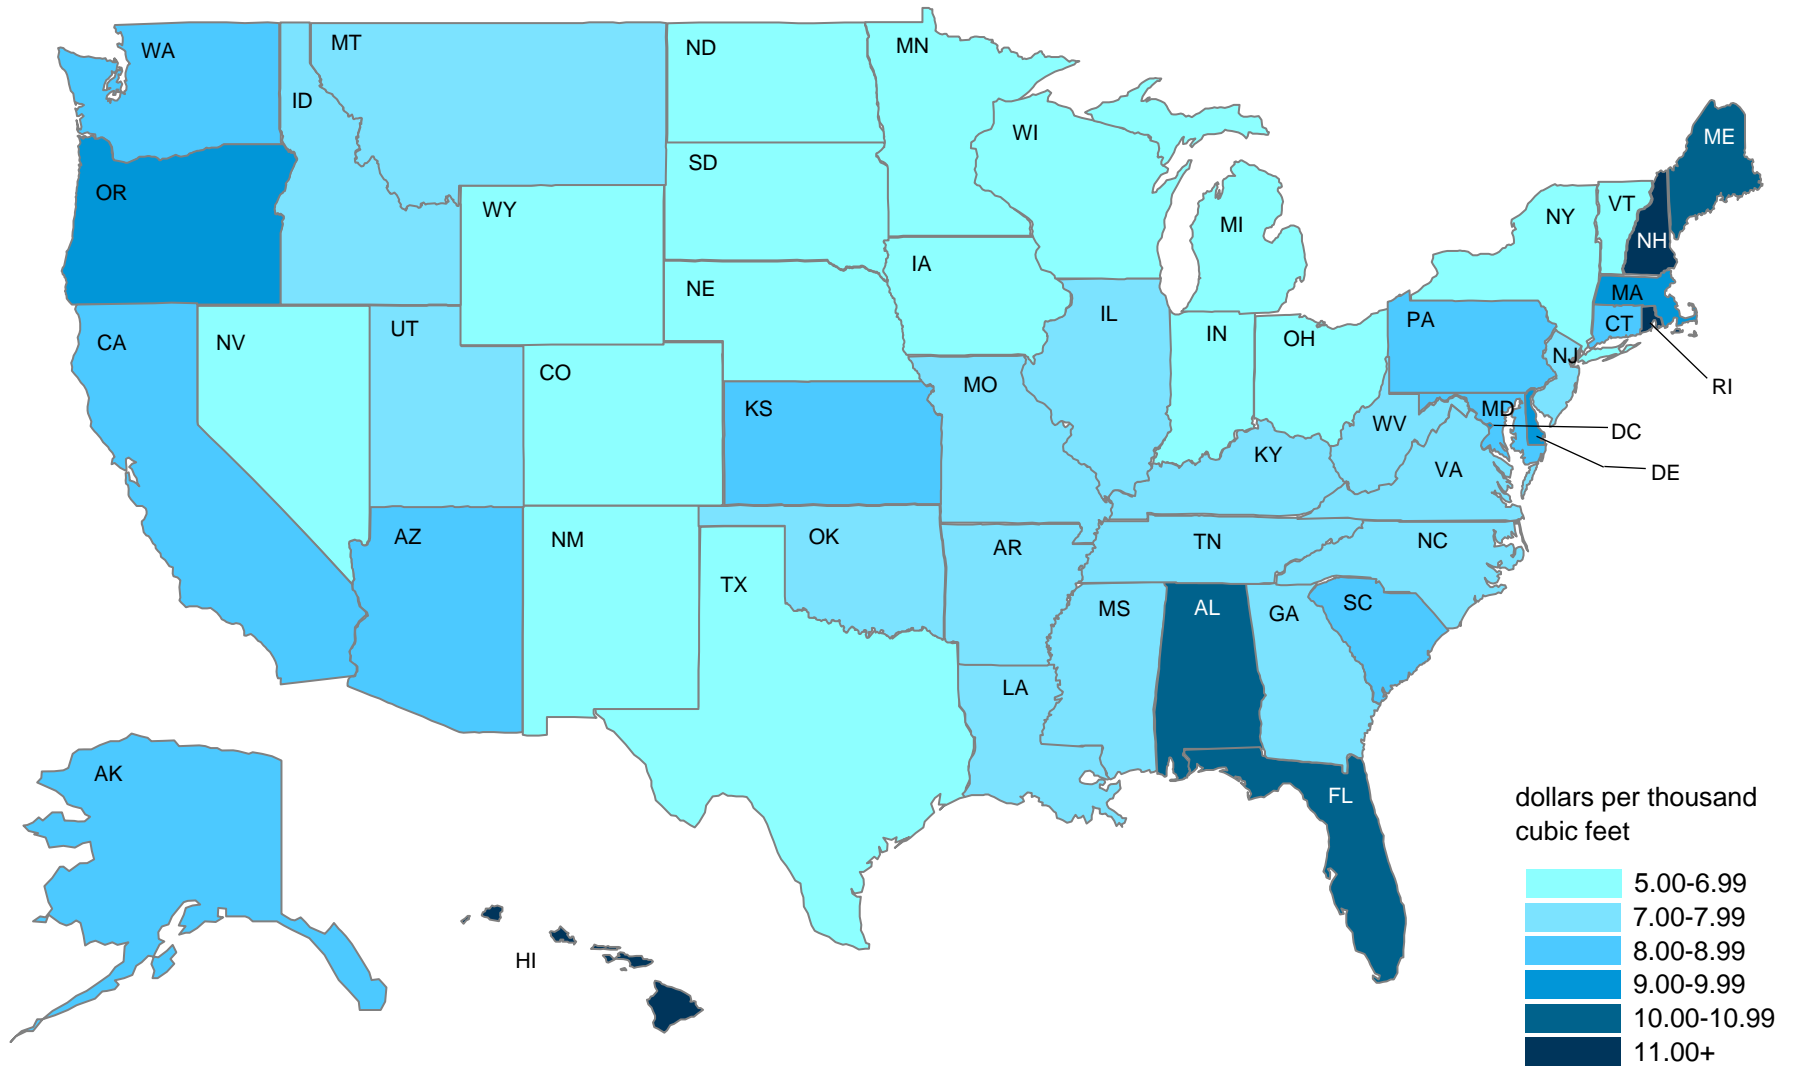 WA
MT
ND
MN
ID
WI
ME
OR
SD
WY
MI
NY
VT
NH
IA
NE
MA
CA
NV
UT
IL
IN
OH
PA
CT
CO
MO
NJ
RI
KS
WV
MD
DC
KY
VA
DE
AZ
NM
OK
AR
TN
NC
TX
MS
AL
GA
SC
LA
AK
FL
HI
dollars per thousand
cubic feet
5.00-6.99
7.00-7.99
8.00-8.99
9.00-9.99
10.00-10.99
11.00+